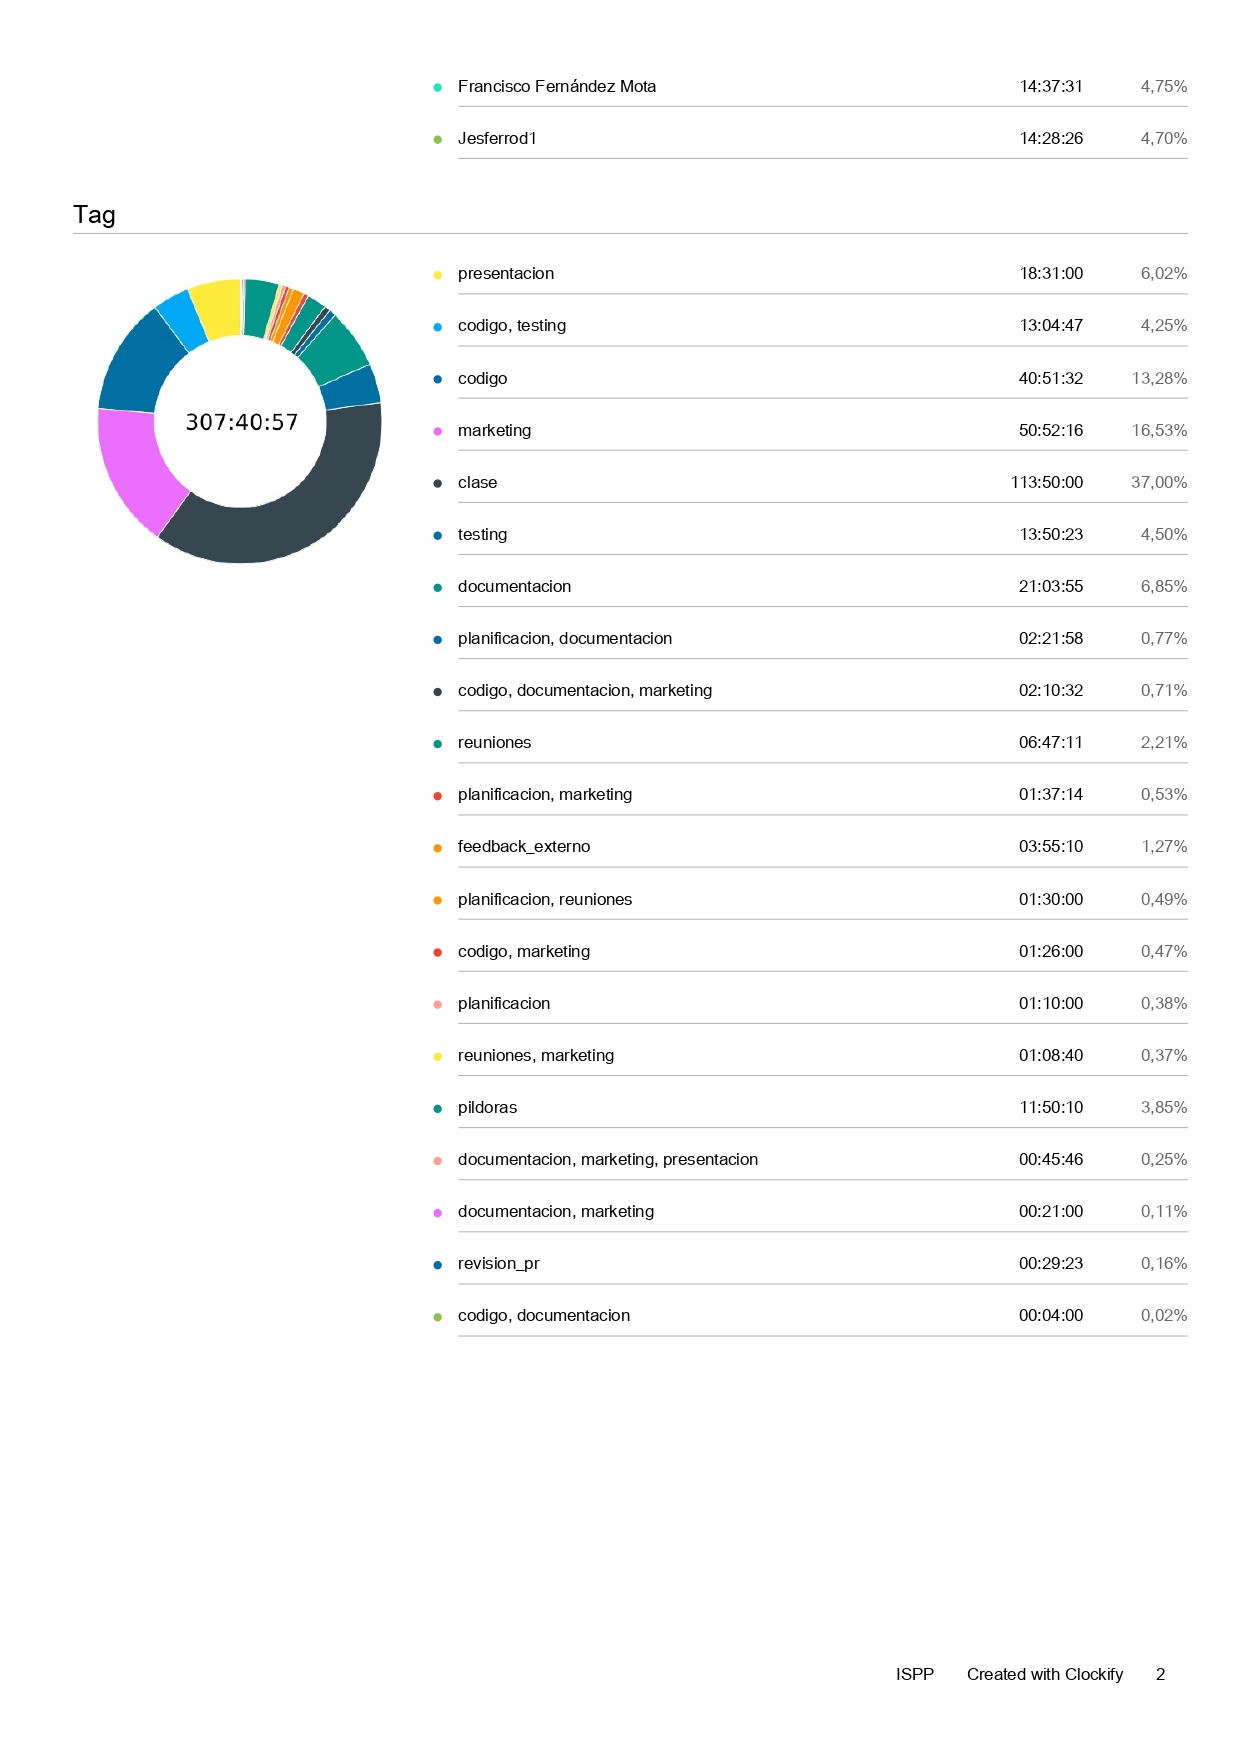 Francisco Fernández Mota 14:37:31 4,75%
Jesferrod1 14:28:26 4,70%
Tag
307:40:57
presentacion 18:31:00 6,02%
codigo, testing 13:04:47 4,25%
codigo 40:51:32 13,28%
marketing 50:52:16 16,53%
clase 113:50:00 37,00%
testing 13:50:23 4,50%
documentacion 21:03:55 6,85%
planificacion, documentacion 02:21:58 0,77%
codigo, documentacion, marketing 02:10:32 0,71%
reuniones 06:47:11 2,21%
planificacion, marketing 01:37:14 0,53%
feedback_externo 03:55:10 1,27%
planificacion, reuniones 01:30:00 0,49%
codigo, marketing 01:26:00 0,47%
planificacion 01:10:00 0,38%
reuniones, marketing 01:08:40 0,37%
pildoras 11:50:10 3,85%
documentacion, marketing, presentacion 00:45:46 0,25%
documentacion, marketing 00:21:00 0,11%
revision_pr 00:29:23 0,16%
codigo, documentacion 00:04:00 0,02%
ISPP Created with Clockify 2